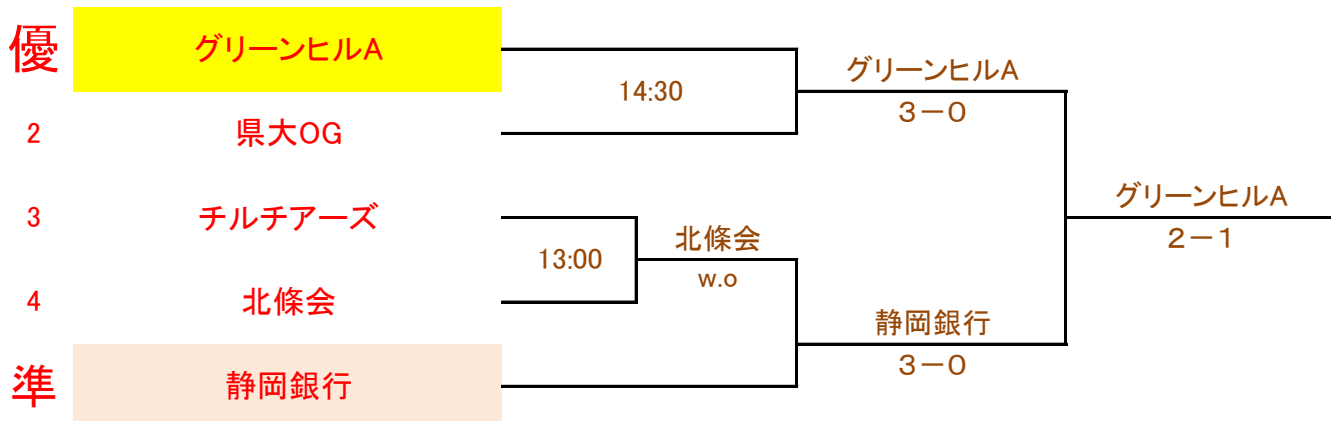 優 グリーンヒルA
14:30
グリーンヒルA
３－０
2 県大OG
3 チルチアーズ
13:00
北條会
w.o
4 北條会
静岡銀行
３－０
準 静岡銀行
グリーンヒルA
２－１